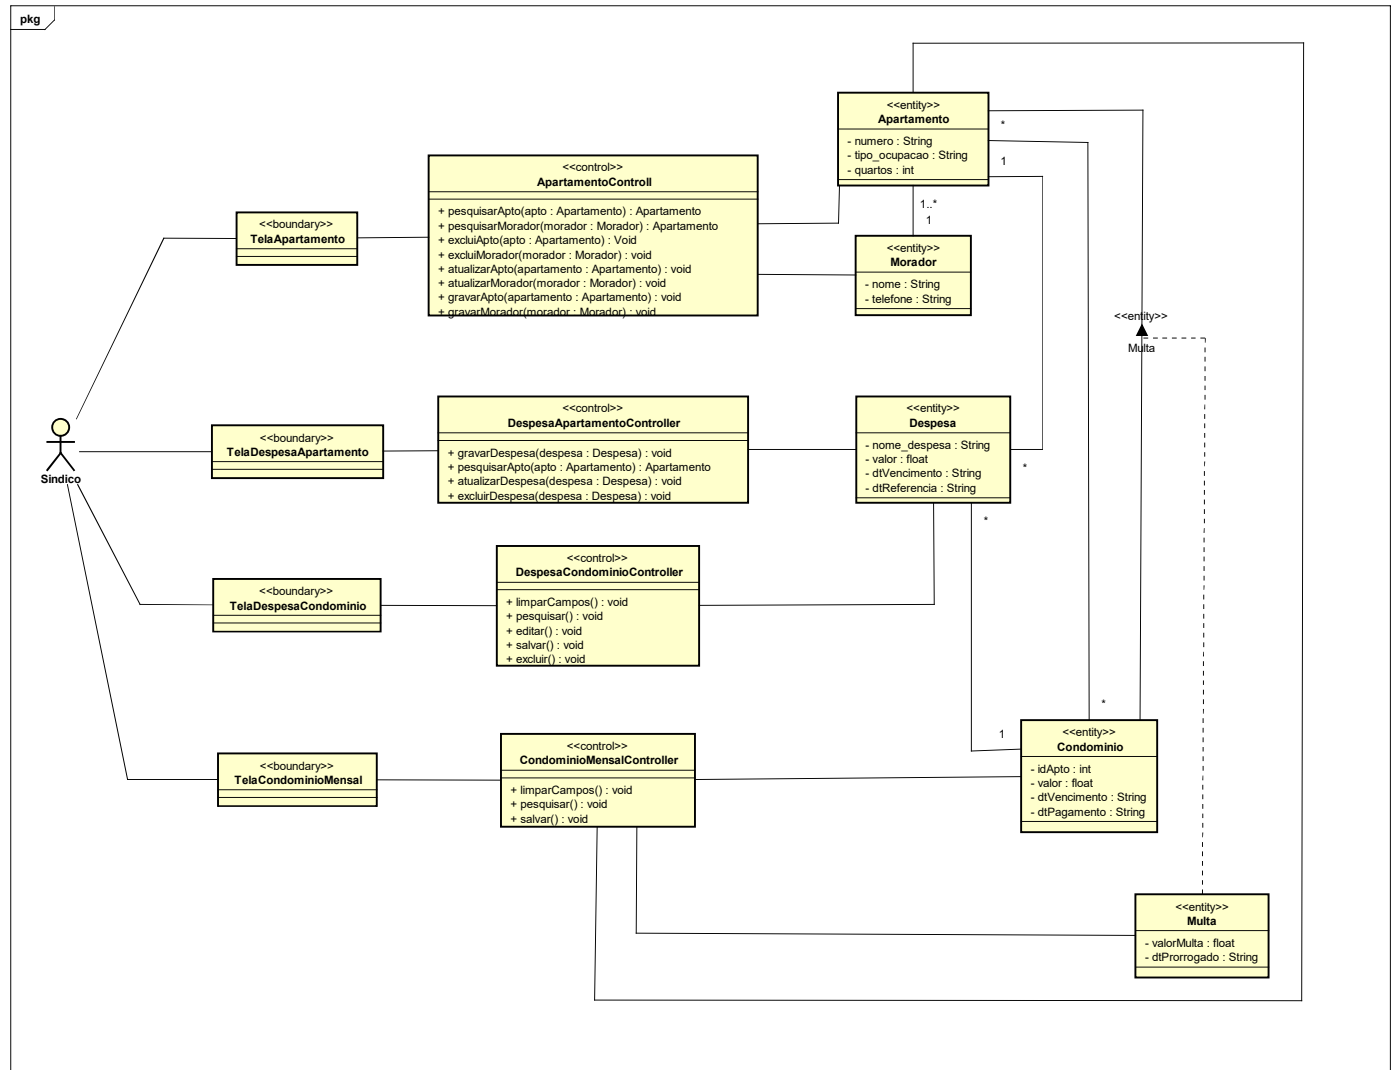 pkg
<<entity>>
Apartamento
- numero : String
- tipo_ocupacao : String
- quartos : int
*
1
1..*
1
<<control>>
ApartamentoControll
+ pesquisarApto(apto : Apartamento) : Apartamento
+ pesquisarMorador(morador : Morador) : Apartamento
+ excluiApto(apto : Apartamento) : Void
+ excluiMorador(morador : Morador) : void
+ atualizarApto(apartamento : Apartamento) : void
+ atualizarMorador(morador : Morador) : void
+ gravarApto(apartamento : Apartamento) : void
+ gravarMorador(morador : Morador) : void
<<boundary>>
TelaApartamento
<<entity>>
Morador
- nome : String
- telefone : String
<<entity>>
Multa
Sindico
<<boundary>>
TelaDespesaApartamento
<<control>>
DespesaApartamentoController
+ gravarDespesa(despesa : Despesa) : void
+ pesquisarApto(apto : Apartamento) : Apartamento
+ atualizarDespesa(despesa : Despesa) : void
+ excluirDespesa(despesa : Despesa) : void
<<entity>>
Despesa
- nome_despesa : String
- valor : float
- dtVencimento : String
- dtReferencia : String
*
*
<<boundary>>
TelaDespesaCondominio
<<control>>
DespesaCondominioController
+ limparCampos() : void
+ pesquisar() : void
+ editar() : void
+ salvar() : void
+ excluir() : void
<<boundary>>
TelaCondominioMensal
<<control>>
CondominioMensalController
+ limparCampos() : void
+ pesquisar() : void
+ salvar() : void
*
1
<<entity>>
Condominio
- idApto : int
- valor : float
- dtVencimento : String
- dtPagamento : String
<<entity>>
Multa
- valorMulta : float
- dtProrrogado : String